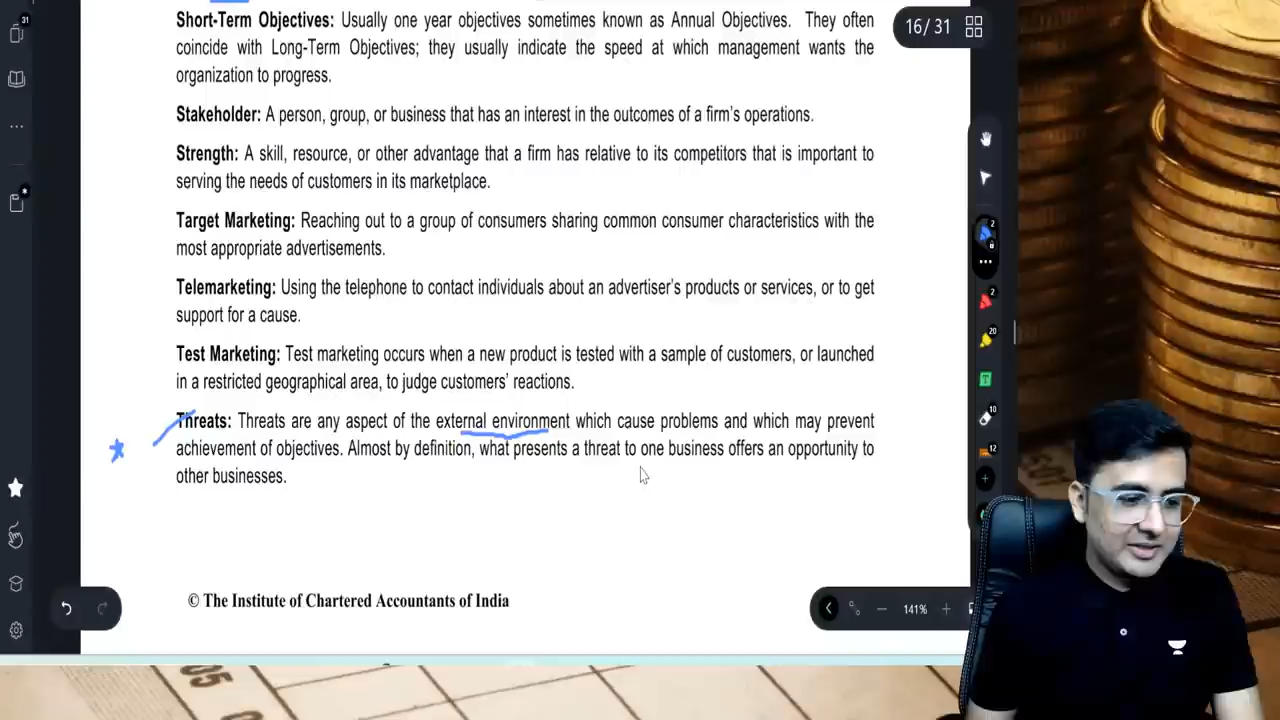 31
16/ 31
Short-Term Objectives: Usually one year objectives sometimes known as Annual Objectives. They often
coincide with Long-Term Objectives; they usually indicate the speed at which management wants the
organization to progress.
Stakeholder: A person, group, or business that has an interest in the outcomes of a firm's operations.
Strength: A skill, resource, or other advantage that a firm has relative to its competitors that is important to
serving the needs of customers in its marketplace.
Target Marketing: Reaching out to a group of consumers sharing common consumer characteristics with the
most appropriate advertisements.
Telemarketing: Using the telephone to contact individuals about an advertiser's products or services, or to get
support for a cause.
Test Marketing: Test marketing occurs when a new product is tested with a sample of customers, or launched
in a restricted geographical area, to judge customers' reactions.
Threats: Threats are any aspect of the external environment which cause problems and which may prevent
achievement of objectives. Almost by definition, what presents a threat to one business offers an opportunity to
other businesses.
© The Institute of Chartered Accountants of India
141%
2
2
20
T
10
12
05